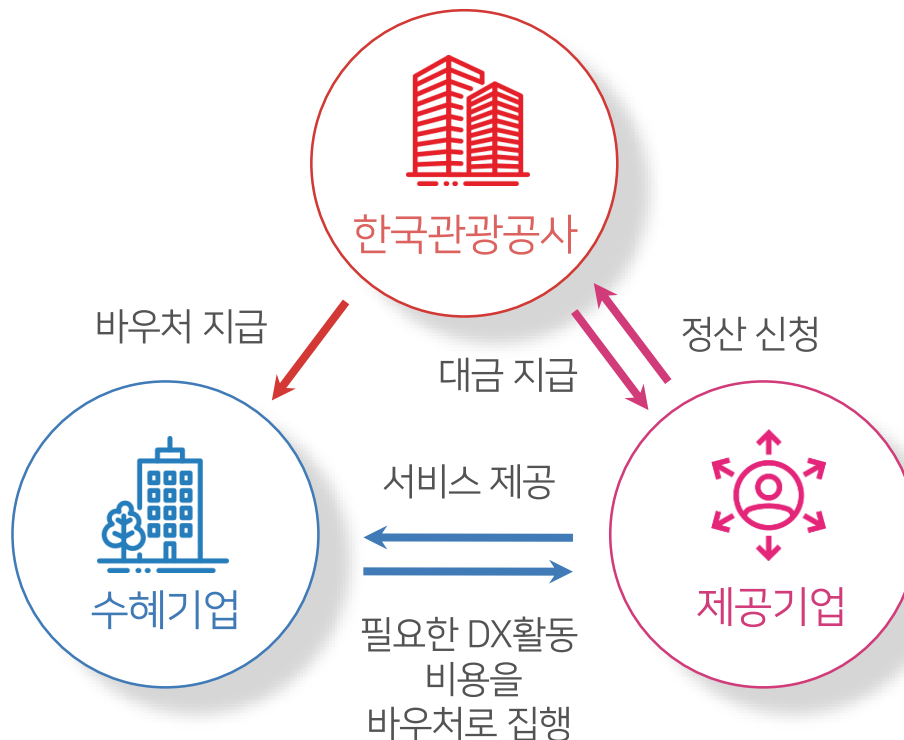 한국관광공사
바우처 지급
정산 신청
대금 지급
서비스 제공
수혜기업
제공기업
필요한 DX활동
비용을
바우처로 집행